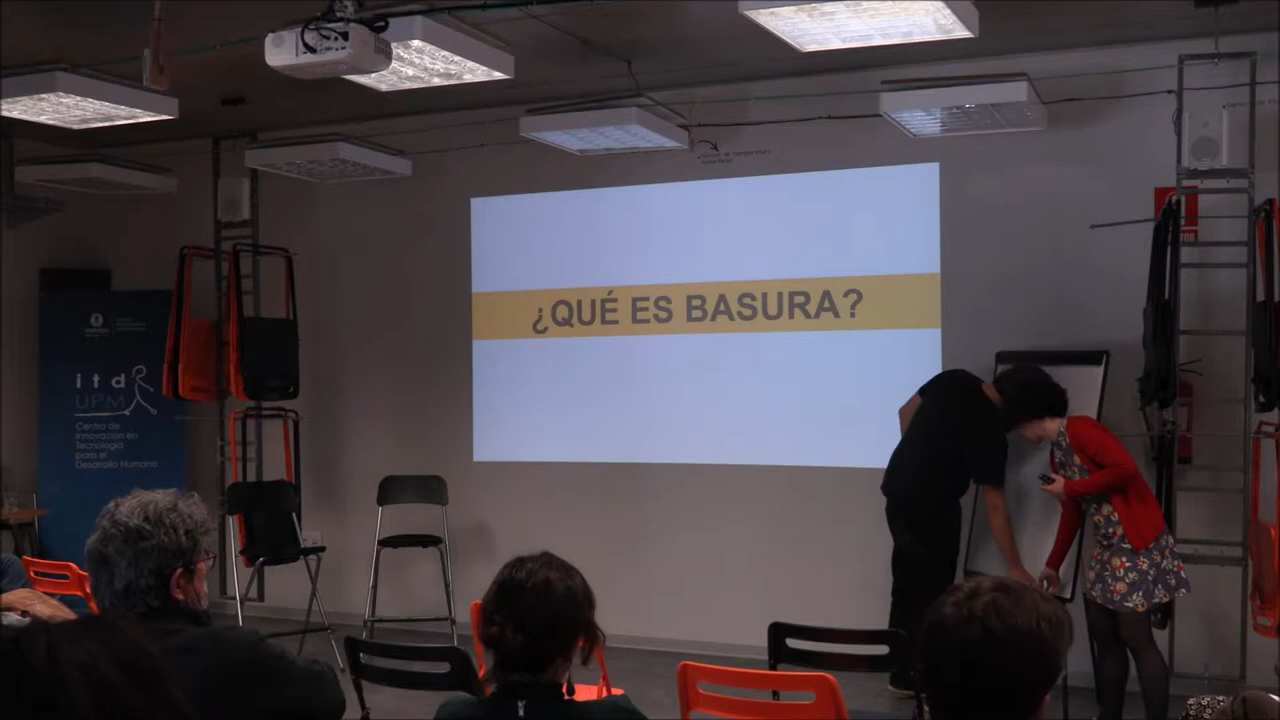 ¿QUÉ ES BASURA?
itd
UPM
Centro de
Innovación en
Tecnología
para el
Desarrollo Humano